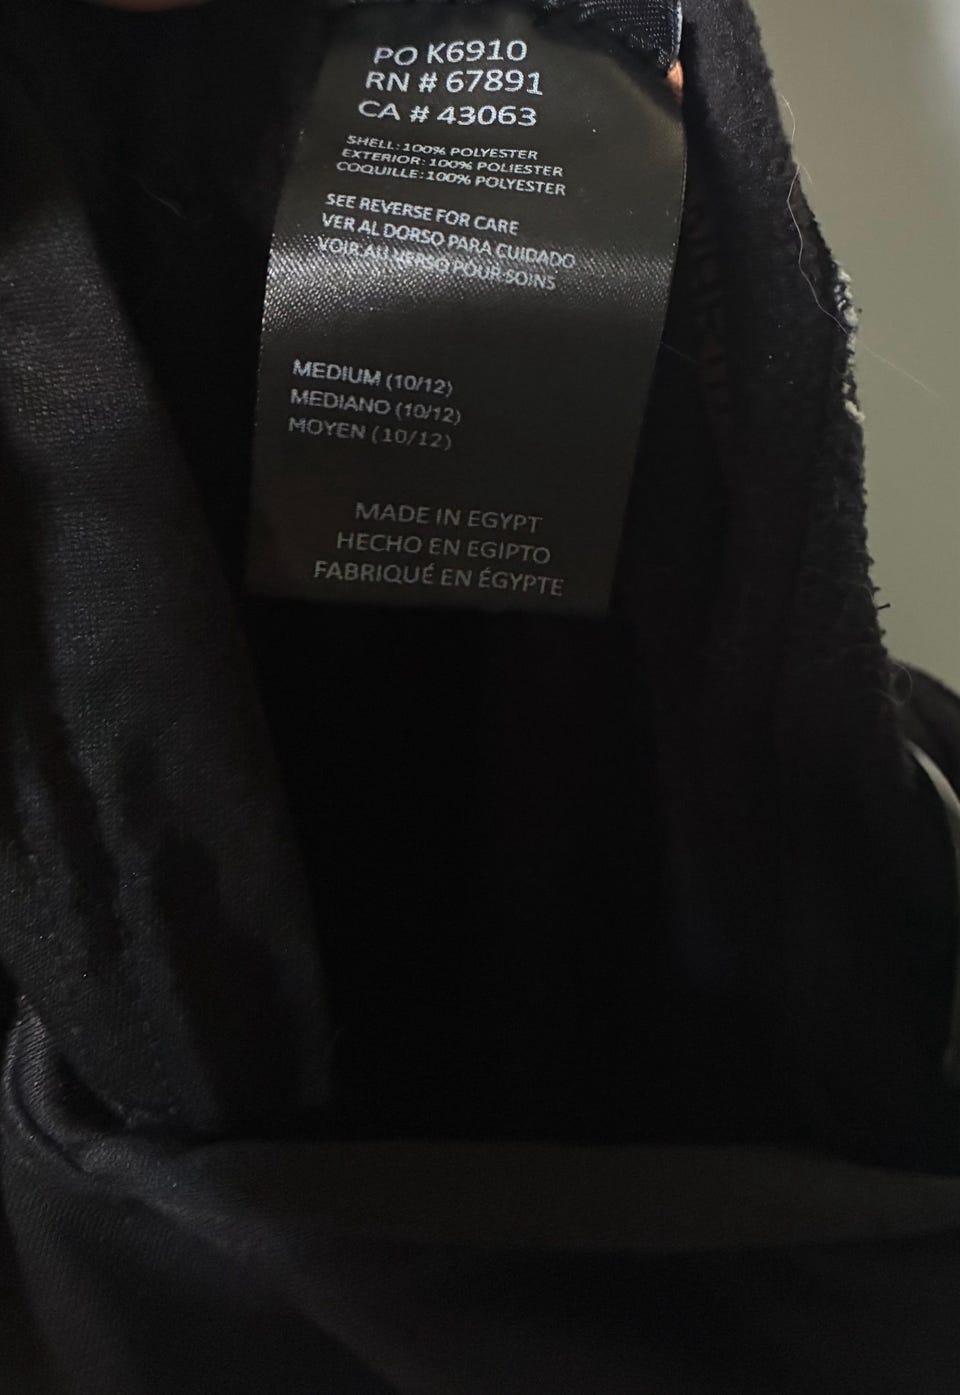 PO K6910
RN # 67891
CA # 43063
SHELL: 100% POLYESTER
EXTERIOR: 100% POLIESTER
COQUILLE: 100% POLYESTER
SEE REVERSE FOR CARE
VER AL DORSO PARA CUIDADO
VOIR AU VERSO POUR SOINS
MEDIUM (10/12)
MEDIANO (10/12)
MOYEN (10/12)
MADE IN EGYPT
HECHO EN EGIPTO
FABRIQUÉ EN ÉGYPTE